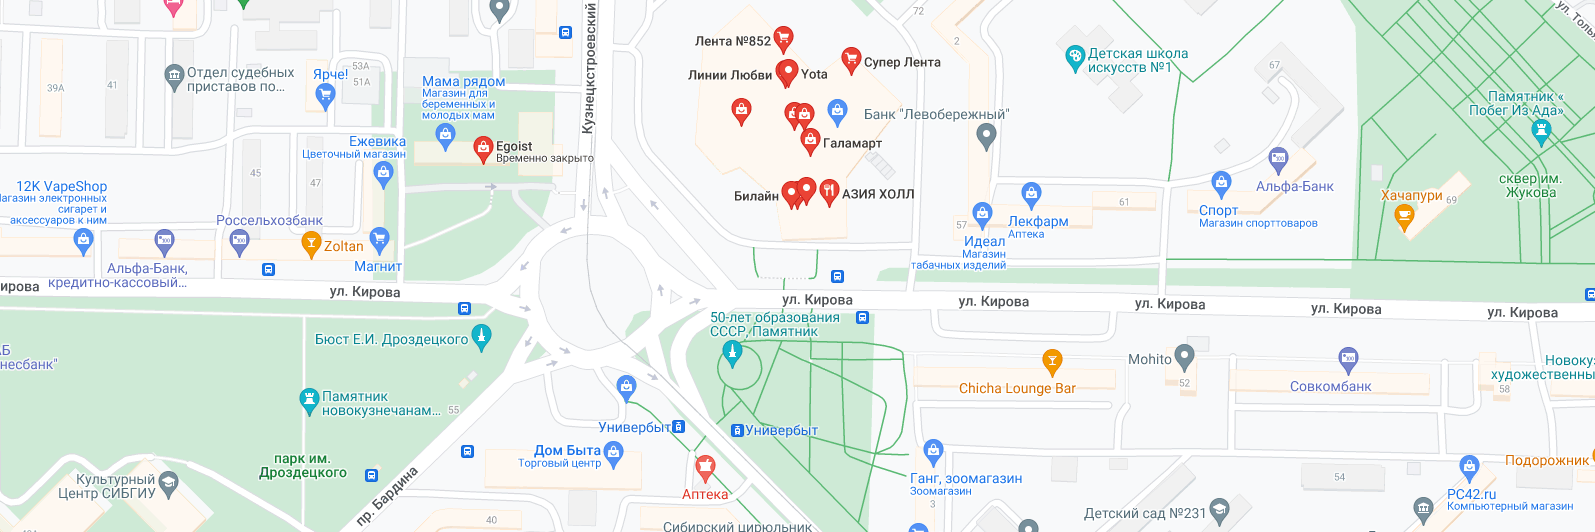 39A
Отдел судебных
приставов по...
53A
51A
Ярче!
Мама рядом
Магазин для
беременных и
молодых мам
Кузнецкстроевский
Лента №852
Линии Любви
Yota
Супер Лента
72
2
Банк "Левобережный"
Галамарт
Билайн
АЗИЯ ХОЛЛ
Детская школа
искусств №1
67
ул. Толь
Памятник «
Побег Из Ада»
сквер им.
Жукова
Хачапури
69
Альфа-Банк
Спорт
Магазин спорттоваров
61
Лекфарм
Аптека
57
Идеал
Магазин
табачных изделий
Ежевика
Цветочный магазин
Egoist
Временно закрыто
45
47
12K VapeShop
Магазин электронных
сигарет и
аксессуаров к ним
Россельхозбанк
Zoltan
Магнит
Альфа-Банк,
кредитно-кассовый...
ирова
ул. Кирова
ул. Кирова
ул. Кирова
ул. Кирова
ул. Кирова
ул. Кирова
50-лет образования
СССР, Памятник
Бюст Е.И. Дроздецкого
АБ
несбанк"
Памятник
новокузнечанам...
55
парк им.
Дроздецкого
Культурный
Центр СИБГИУ
44
пр. Бардина
Универбыт
Универбыт
Дом Быта
Торговый центр
Аптека
40
Сибирский цирюльник
Chicha Lounge Bar
Mohito
52
Совкомбанк
Новокуз
художественны
58
Ганг, зоомагазин
Зоомагазин
54
Подорожник
PC42.ru
Компьютерный магазин
Детский сад №231